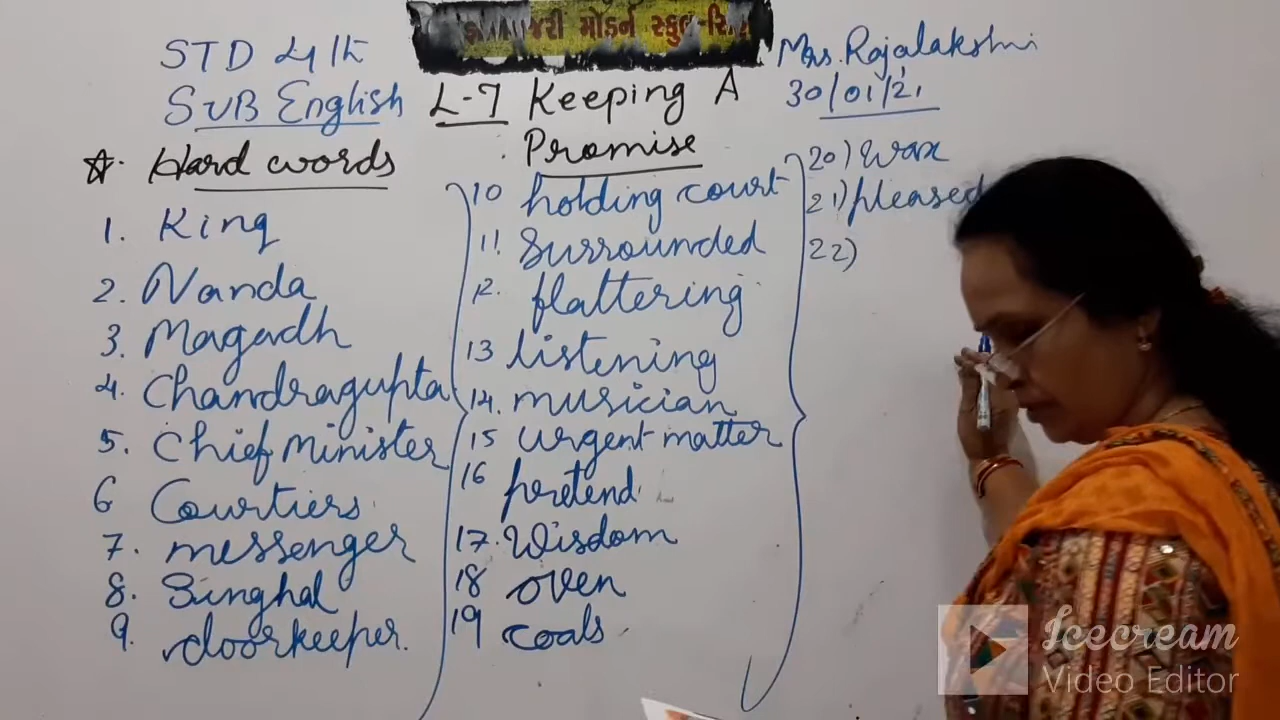 મોડર્ન સ્કૂલ
STD 4th
SUB English
L-7 Keeping A
Promise
Mrs. Rajalakshmi
30/01/21
☆. Hard words
1. King
2. Nanda
3. Magadh
4. Chandragupta
5. Chief Minister
6 Courtiers
7. messenger
8. Singhal
9. doorkeeper.
10 holding court
11. Surrounded
12. flattering
13 listening
14. musician
15 urgent matter
16 pretend
17. Wisdom
18 oven
19 coals
20) wax
21) pleased
22)
Icecream
Video Editor